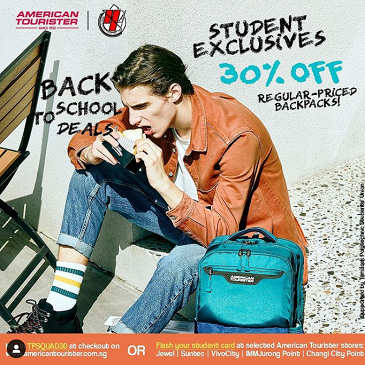 AMERICAN
TOURISTER
SINCE 1933
STUDENT
EXCLUSIVES
30% OFF
REGULAR-PRICED
BACKPACKS!
BACK
TO SCHOOL
DEALS
AMERICAN
TOURISTER
TPSQUAD30 at checkout on
americantourister.com.sg
OR
Flash your student card at selected American Tourister stores:
Jewel | Suntec | VivoCity | IMMJurong Point | Changi City Point